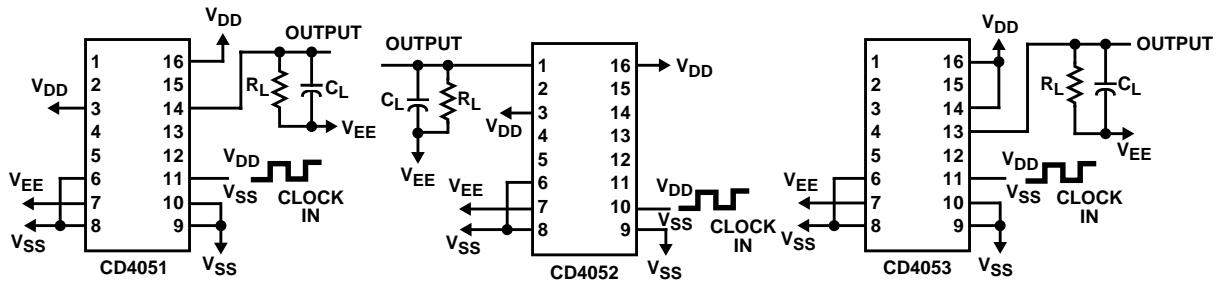 VDD
OUTPUT
1 16
2 15
VDD
3 14
4 13
5 12
6 11
7 10
8 9
RL
CL
VEE
VDD
VSS
CLOCK
IN
VEE
VSS
VSS
CD4051
OUTPUT
CL
RL
VEE
1 16
VDD
2 15
3 14
VDD
4 13
5 12
6 11
7 10
8 9
VEE
VSS
VDD
VSS
CLOCK
IN
VSS
CD4052
VDD
OUTPUT
1 16
2 15
3 14
4 13
5 12
6 11
7 10
8 9
RL
CL
VEE
VDD
VSS
CLOCK
IN
VEE
VSS
VSS
CD4053